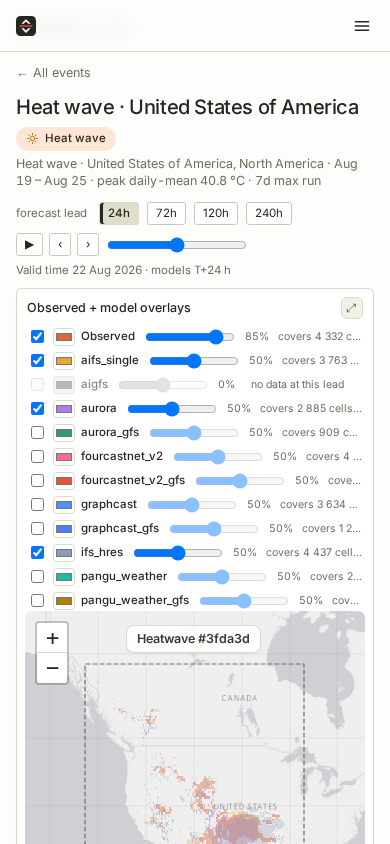 ← All events
Heat wave · United States of America
Heat wave
Heat wave · United States of America, North America · Aug
19 – Aug 25 · peak daily-mean 40.8 °C · 7d max run
forecast lead 24h 72h 120h 240h
▶ ‹ ›
Valid time 22 Aug 2026 · models T+24 h
Observed + model overlays
Observed 85% covers 4 332 c…
aifs_single 50% covers 3 763 …
aigfs 0% no data at this lead
aurora 50% covers 2 885 cells…
aurora_gfs 50% covers 909 c…
fourcastnet_v2 50% covers 4 …
fourcastnet_v2_gfs 50% cove…
graphcast 50% covers 3 634 …
graphcast_gfs 50% covers 1 2…
ifs_hres 50% covers 4 437 cell…
pangu_weather 50% covers 2…
pangu_weather_gfs 50% cov…
+
Heatwave #3fda3d
−
CANADA
UNITED STATES